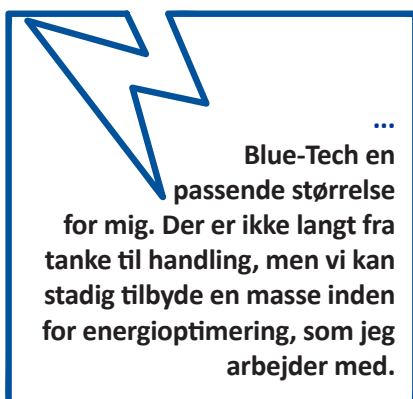 ...
Blue-Tech en
passende størrelse
for mig. Der er ikke langt fra
tanke til handling, men vi kan
stadig tilbyde en masse inden
for energioptimering, som jeg
arbejder med.